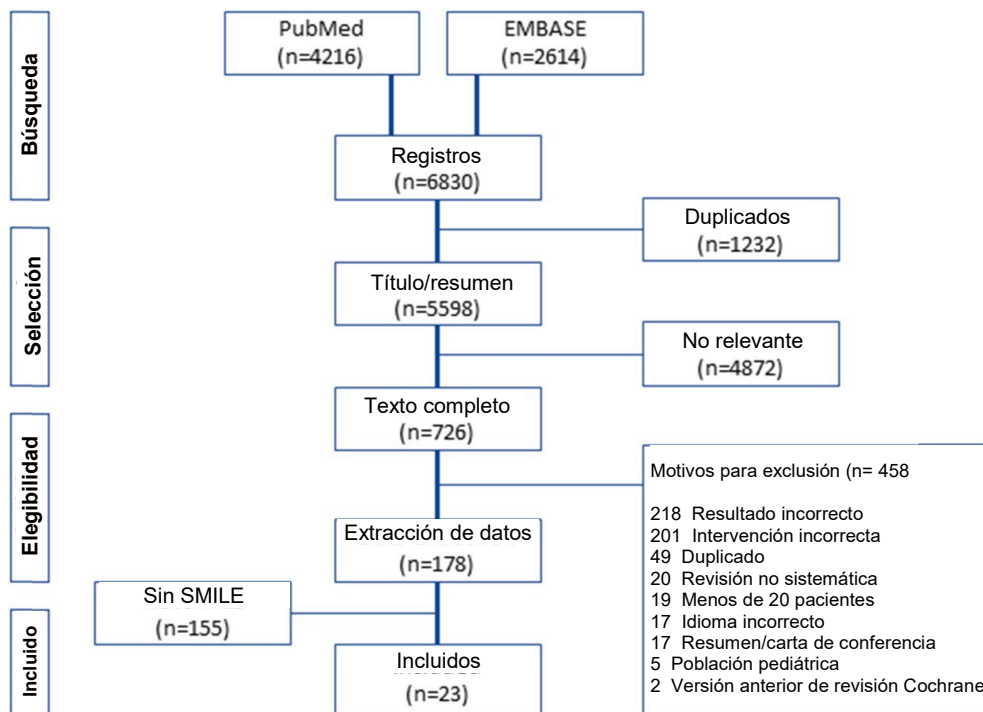 Búsqueda
PubMed
(n=4216)
EMBASE
(n=2614)
Registros
(n=6830)
Duplicados
(n=1232)
Selección
Título/resumen
(n=5598)
No relevante
(n=4872)
Texto completo
(n=726)
Elegibilidad
Motivos para exclusión (n= 458
218 Resultado incorrecto
201 Intervención incorrecta
49 Duplicado
20 Revisión no sistemática
19 Menos de 20 pacientes
17 Idioma incorrecto
17 Resumen/carta de conferencia
5 Población pediátrica
2 Versión anterior de revisión Cochrane
Extracción de datos
(n=178)
Sin SMILE
(n=155)
Incluido
Incluidos
(n=23)